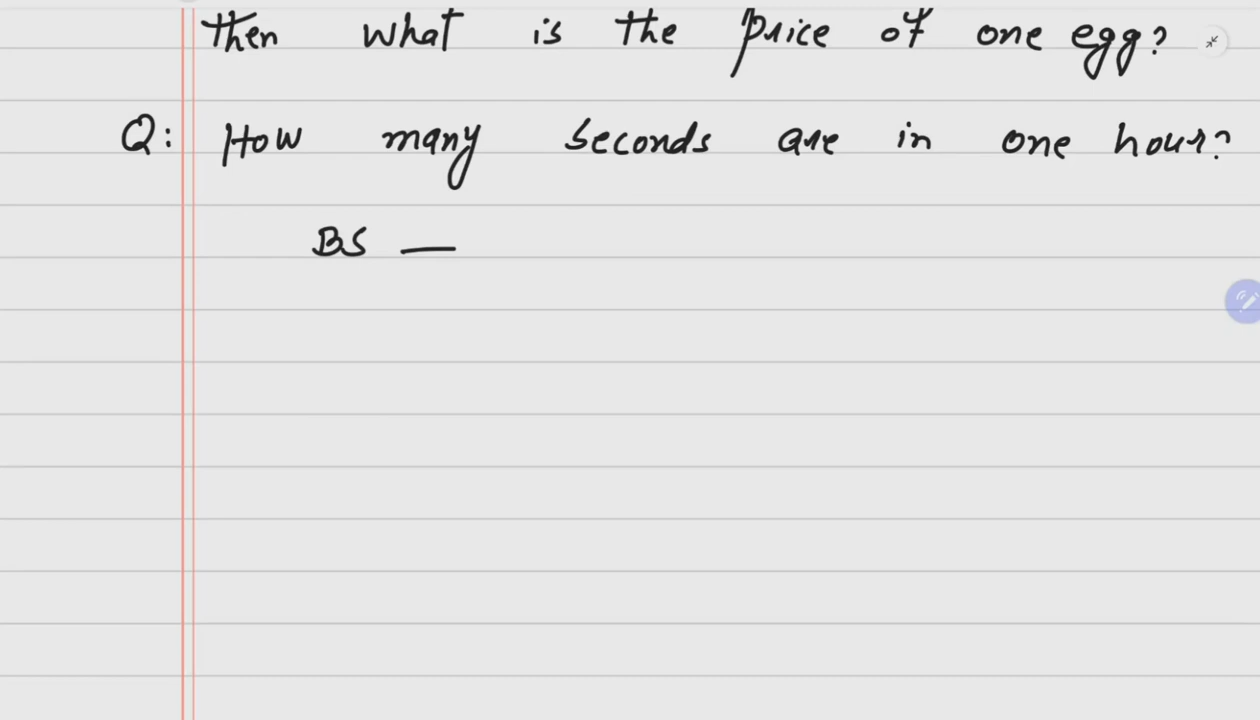 Then what is the price of one egg?
Q: How many seconds are in one hour?
BS —